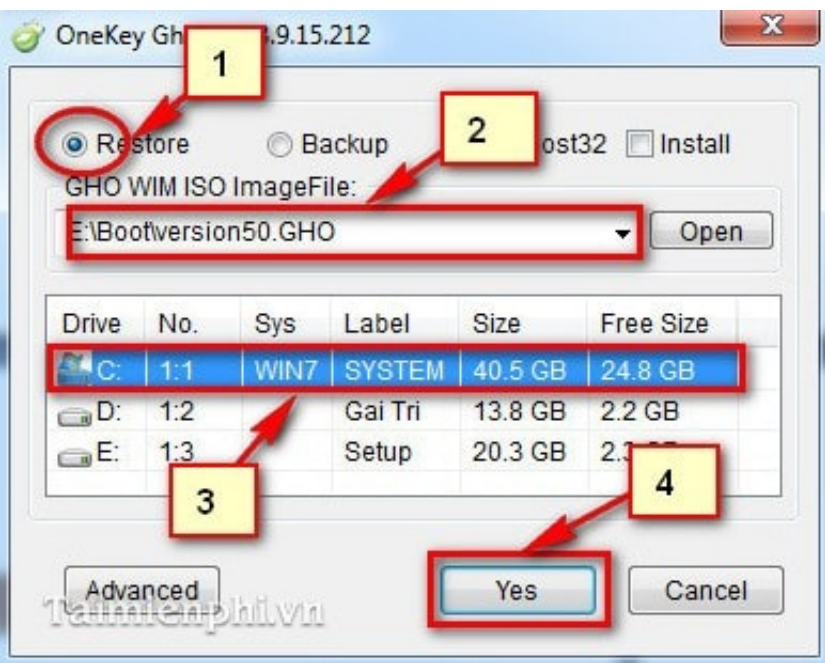 OneKey Gh .9.15.212
1
Restore Backup 2 ost32 Install
GHO WIM ISO ImageFile:
E:\Boot\version50.GHO Open
Drive No. Sys Label Size Free Size
C: 1:1 WIN7 SYSTEM 40.5 GB 24.8 GB
D: 1:2 Gai Tri 13.8 GB 2.2 GB
E: 1:3 Setup 20.3 GB
3
4
Advanced Yes Cancel
Taimienphi.vn